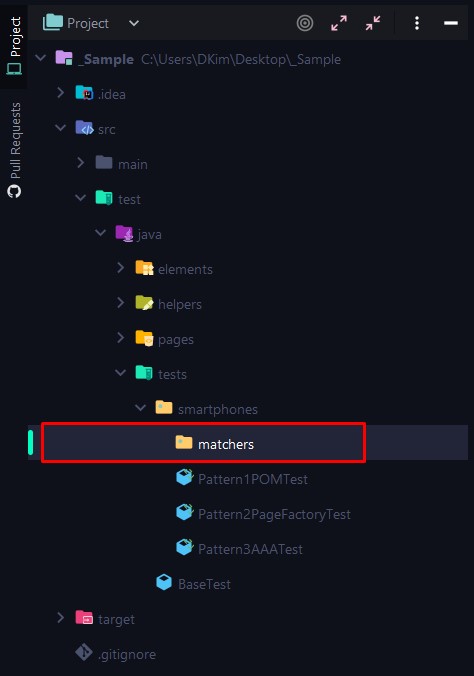 Project
Project
Pull Requests
_Sample C:\Users\DKim\Desktop\_Sample
.idea
src
main
test
java
elements
helpers
pages
tests
smartphones
matchers
Pattern1POMTest
Pattern2PageFactoryTest
Pattern3AAATest
BaseTest
target
.gitignore